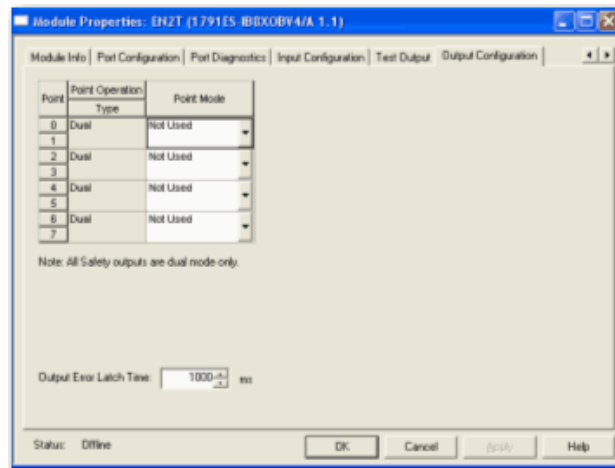 Module Properties: EN2T (1791ES-IB8XOBV4/A 1.1)
Module Info Port Configuration Port Diagnostics Input Configuration Test Output Output Configuration
Point Point Operation Point Mode
Type
0 Dual Not Used
1
2 Dual Not Used
3
4 Dual Not Used
5
6 Dual Not Used
7
Note: All Safety outputs are dual mode only.
Output Error Latch Time: 1000 ms
Status: Offline OK Cancel Apply Help